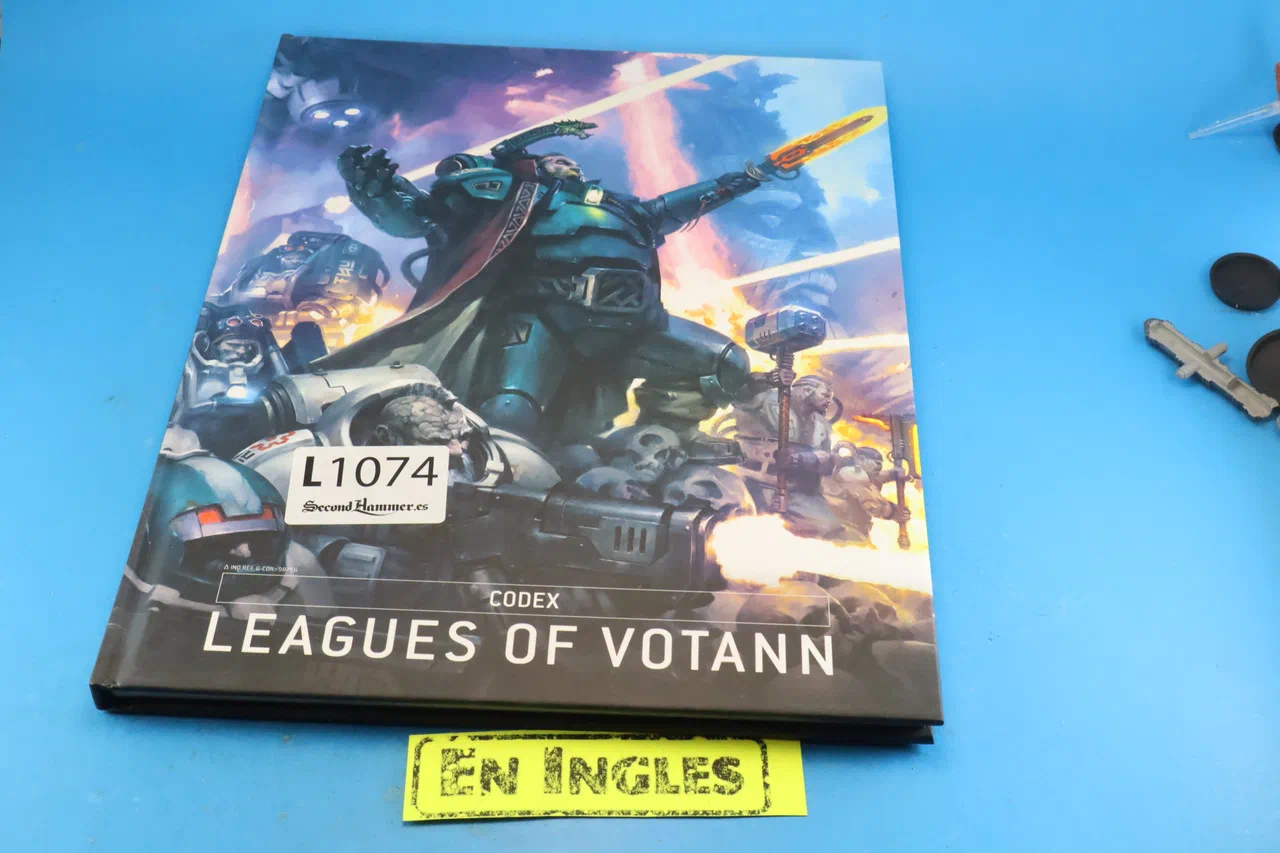 L1074
SecondHammer.es
CODEX
LEAGUES OF VOTANN
EN INGLES